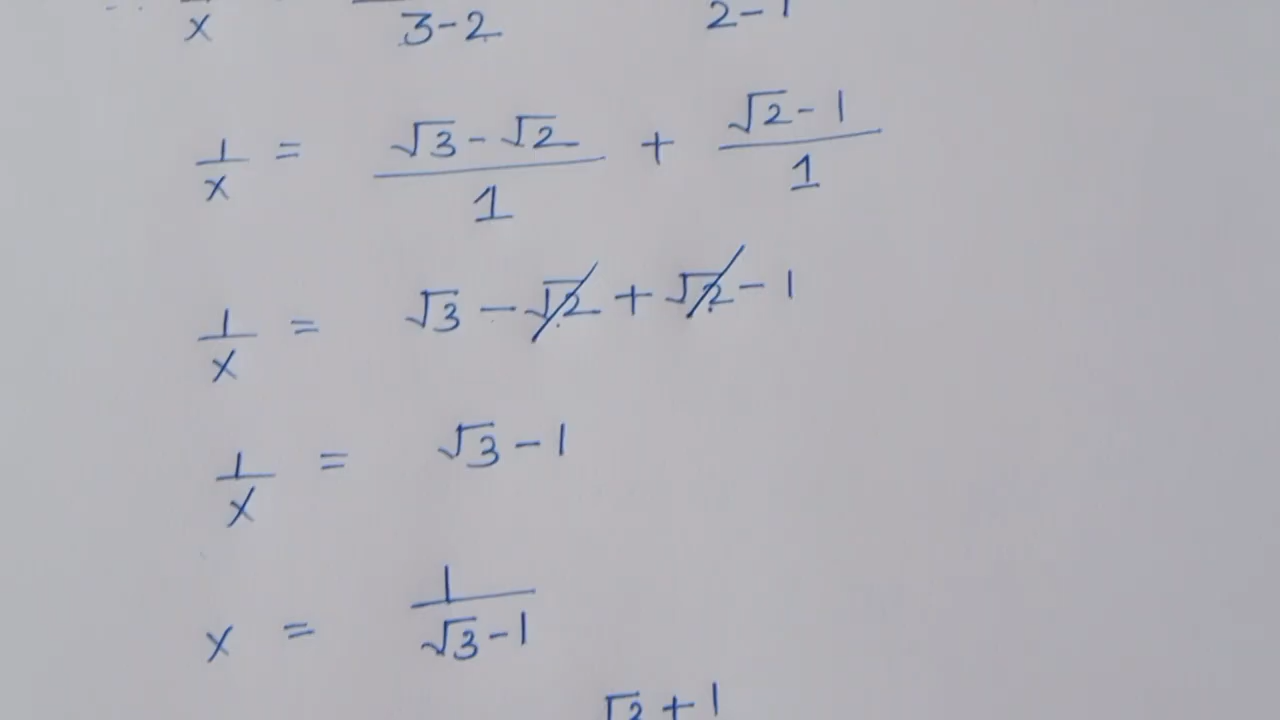 x 3-2 2-1
1/x = (√3-√2)/1 + (√2-1)/1
1/x = √3 - √2 + √2 - 1
1/x = √3-1
x = 1/(√3-1)
+1